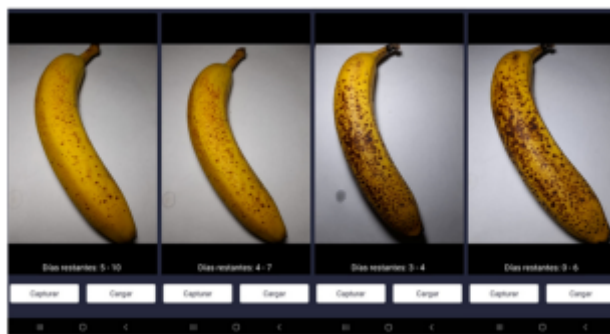 Días restantes: 5 - 10
Días restantes: 4 - 7
Días restantes: 3 - 4
Días restantes: 0 - 6
Capturar
Cargar
Capturar
Cargar
Capturar
Cargar
Capturar
Cargar